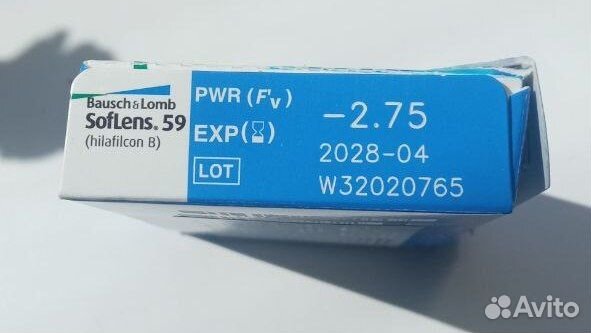 Bausch & Lomb
SofLens. 59
(hilafilcon B)
PWR (F'v)
-2.75
EXP (⌛)
2028-04
LOT
W32020765
Avito